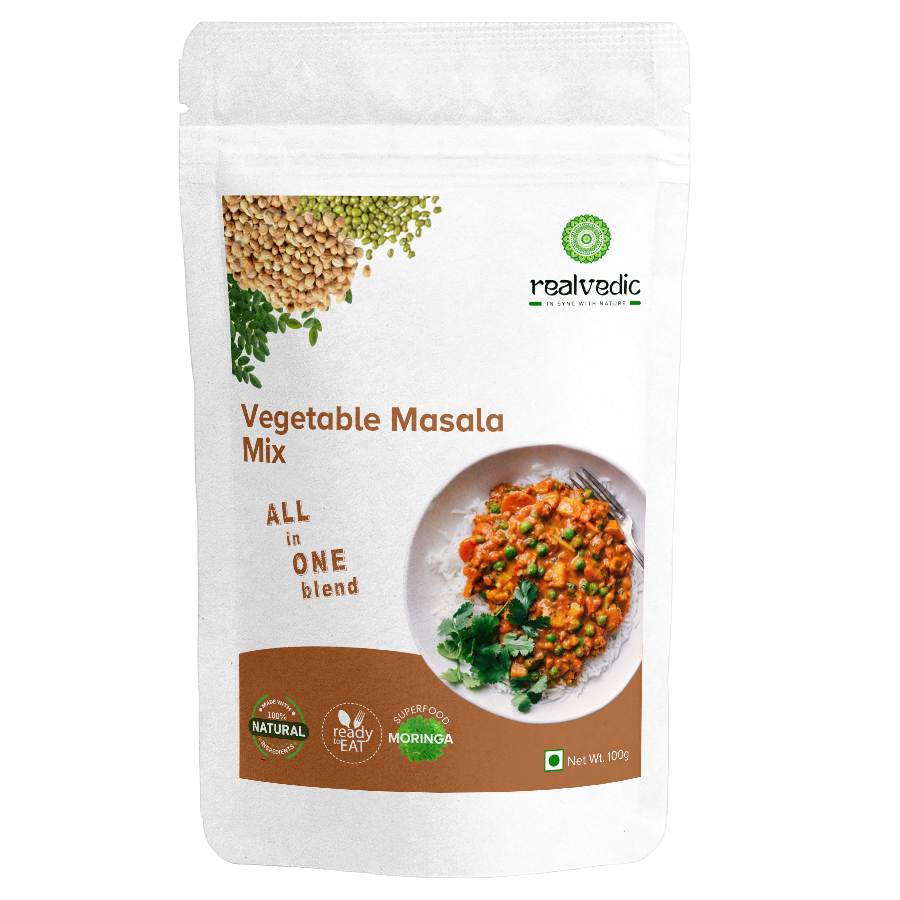 realvedic
IN SYNC WITH NATURE
Vegetable Masala
Mix
ALL
in
ONE
blend
MADE WITH
100%
NATURAL
INGREDIENTS
ready
to EAT
SUPERFOOD
MORINGA
Net Wt. 100g